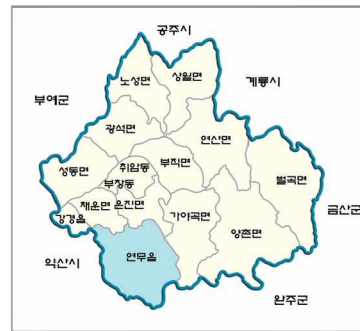 공주시
노성면
상월면
계룡시
부여군
광석면
연산면
성동면
취암동
부적면
벌곡면
부창동
채운면
은진면
강경읍
가야곡면
양촌면
금산군
익산시
연무읍
완주군